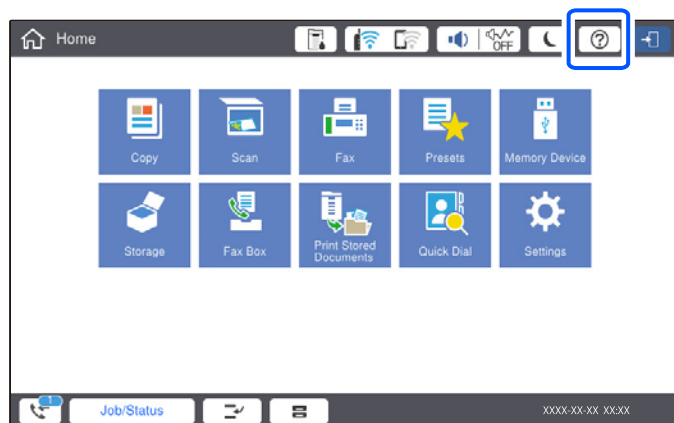 Home
OFF
?
Copy
Scan
Fax
Presets
Memory Device
Storage
Fax Box
Print Stored
Documents
Quick Dial
Settings
1
Job/Status
XXXX-XX-XX XX:XX